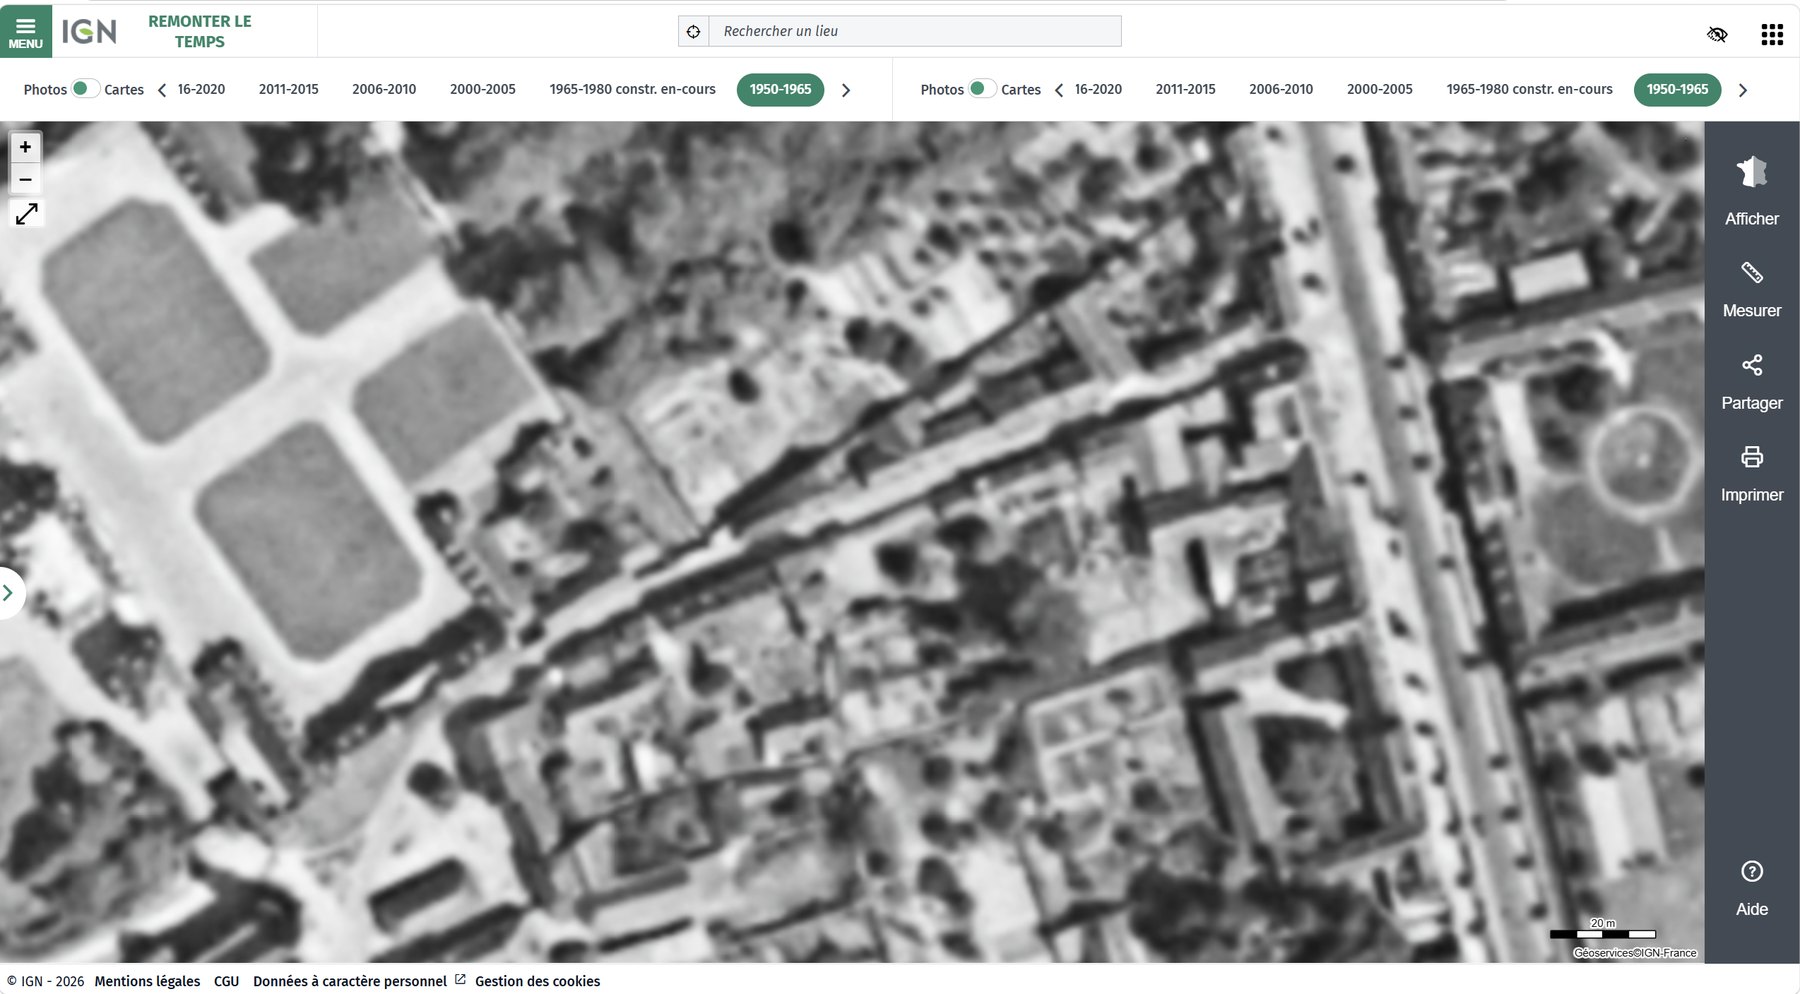 MENU
IGN
REMONTER LE
TEMPS
Rechercher un lieu
Photos Cartes 16-2020 2011-2015 2006-2010 2000-2005 1965-1980 constr. en-cours 1950-1965
Photos Cartes 16-2020 2011-2015 2006-2010 2000-2005 1965-1980 constr. en-cours 1950-1965
+
−
Afficher
Mesurer
Partager
Imprimer
Aide
20 m
Géoservices©IGN-France
© IGN - 2026 Mentions légales CGU Données à caractère personnel Gestion des cookies